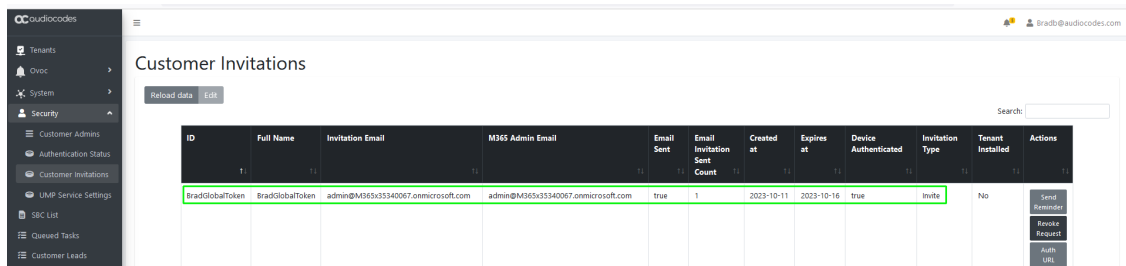 audiocodes
Bradb@audiocodes.com
Tenants
Ovoc
System
Security
Customer Admins
Authentication Status
Customer Invitations
UMP Service Settings
SBC List
Queued Tasks
Customer Leads
Customer Invitations
Reload data Edit
Search:
ID Full Name Invitation Email M365 Admin Email Email Sent Email Invitation Sent Count Created at Expires at Device Authenticated Invitation Type Tenant Installed Actions
BradGlobalToken BradGlobalToken admin@M365x35340067.onmicrosoft.com admin@M365x35340067.onmicrosoft.com true 1 2023-10-11 2023-10-16 true Invite No
Send
Reminder
Revoke
Request
Auth
URL